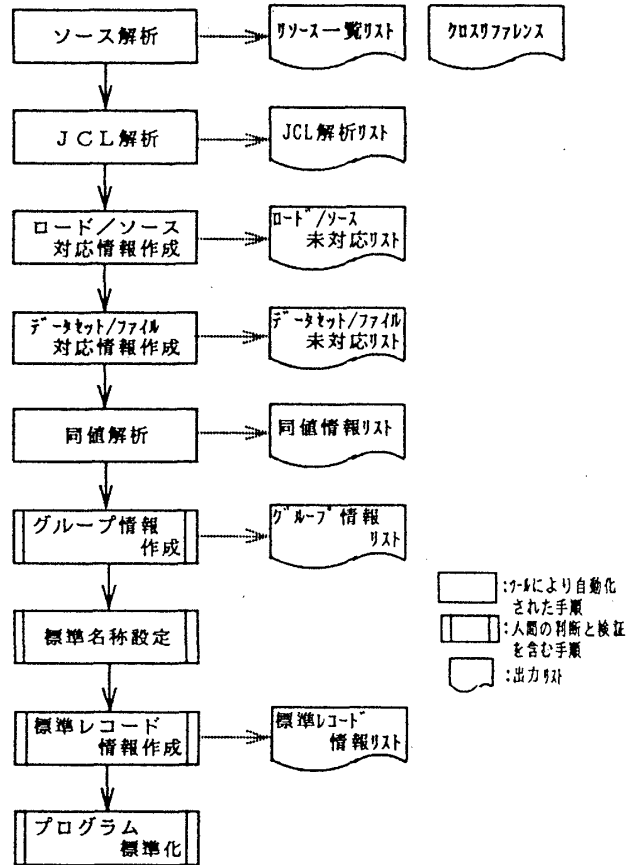 ソース解析
リソース一覧リスト
クロスリファレンス
ＪＣＬ解析
JCL解析リスト
ロード／ソース
対応情報作成
ロード/ソース
未対応リスト
データセット/ファイル
対応情報作成
データセット/ファイル
未対応リスト
同値解析
同値情報リスト
グループ情報
作成
グループ情報
リスト
標準名称設定
標準レコード
情報作成
標準レコード
情報リスト
プログラム
標準化
:ツールにより自動化
された手順
:人間の判断と検証
を含む手順
:出力リスト